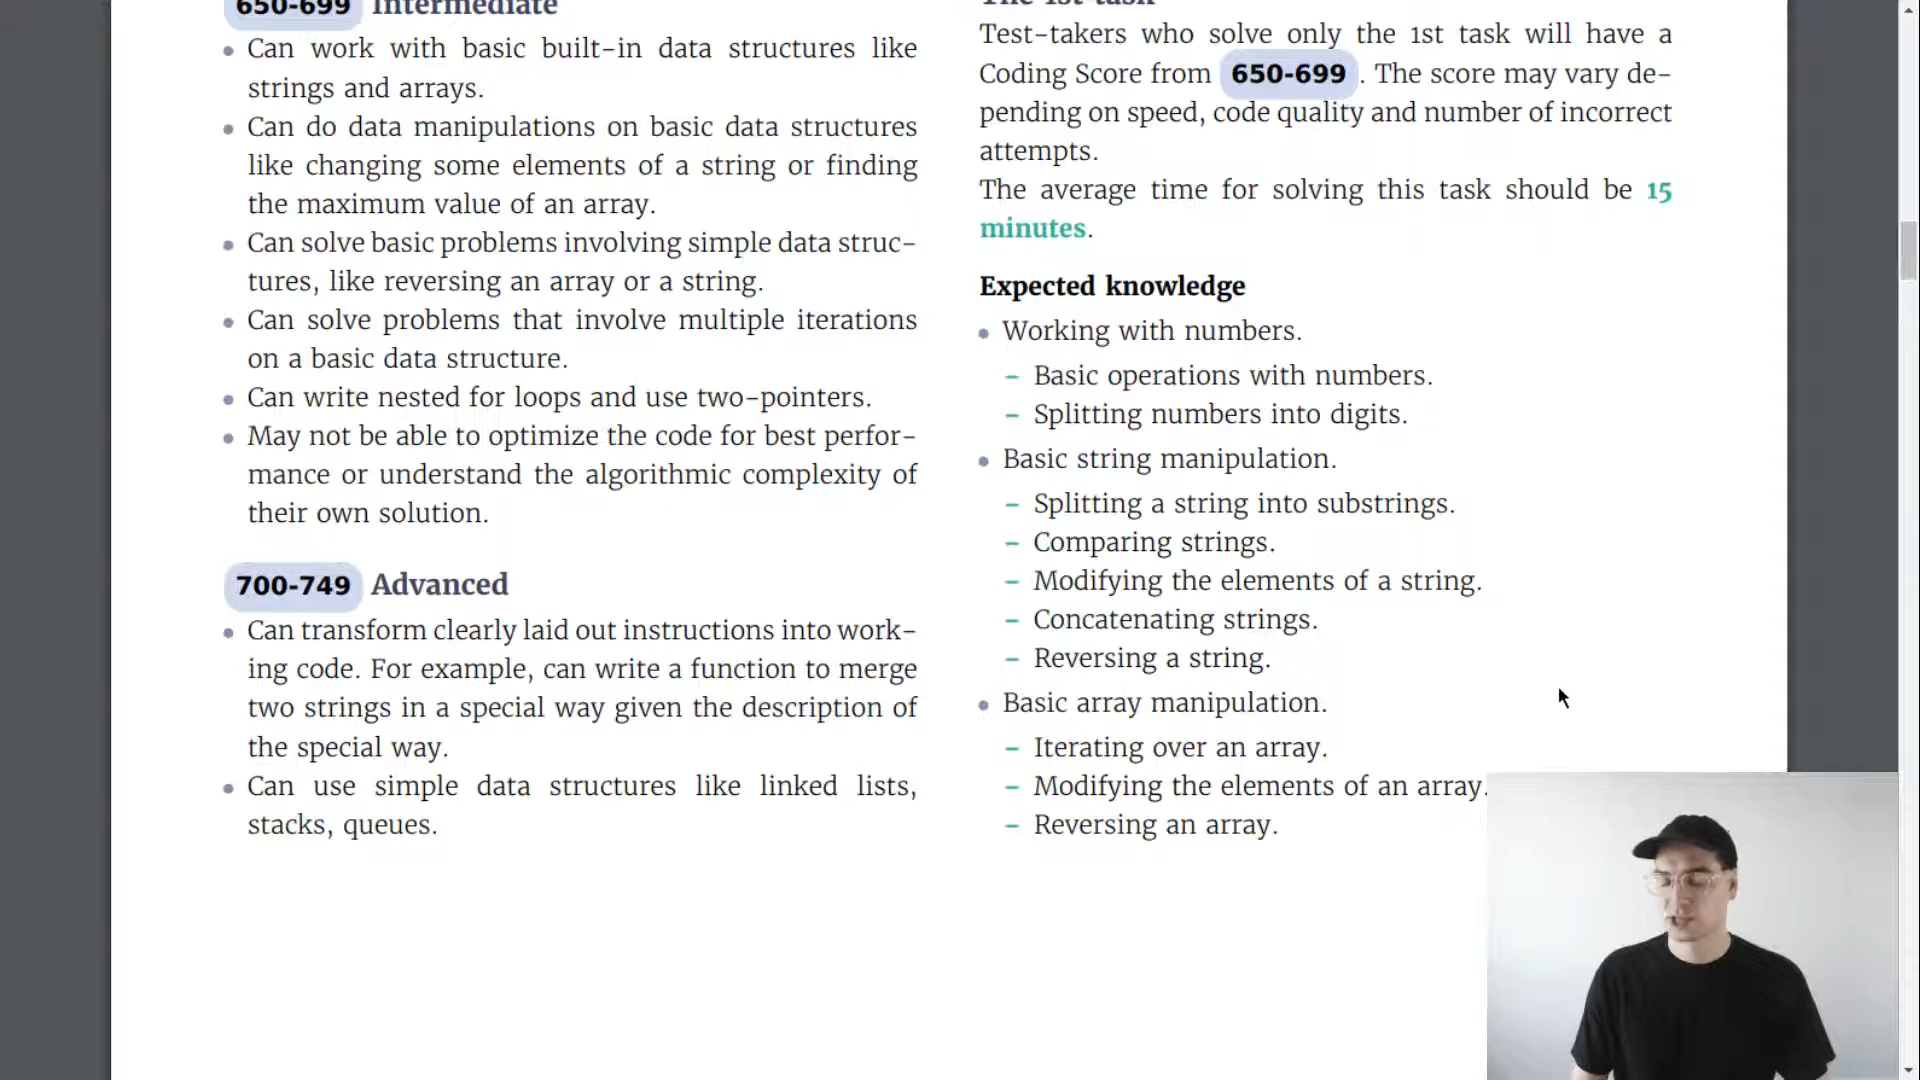 650-699 Intermediate
Can work with basic built-in data structures like
strings and arrays.
Can do data manipulations on basic data structures
like changing some elements of a string or finding
the maximum value of an array.
Can solve basic problems involving simple data struc-
tures, like reversing an array or a string.
Can solve problems that involve multiple iterations
on a basic data structure.
Can write nested for loops and use two-pointers.
May not be able to optimize the code for best perfor-
mance or understand the algorithmic complexity of
their own solution.
700-749 Advanced
Can transform clearly laid out instructions into work-
ing code. For example, can write a function to merge
two strings in a special way given the description of
the special way.
Can use simple data structures like linked lists,
stacks, queues.
The 1st task
Test-takers who solve only the 1st task will have a
Coding Score from 650-699 . The score may vary de-
pending on speed, code quality and number of incorrect
attempts.
The average time for solving this task should be 15
minutes.
Expected knowledge
Working with numbers.
– Basic operations with numbers.
– Splitting numbers into digits.
Basic string manipulation.
– Splitting a string into substrings.
– Comparing strings.
– Modifying the elements of a string.
– Concatenating strings.
– Reversing a string.
Basic array manipulation.
– Iterating over an array.
– Modifying the elements of an array.
– Reversing an array.